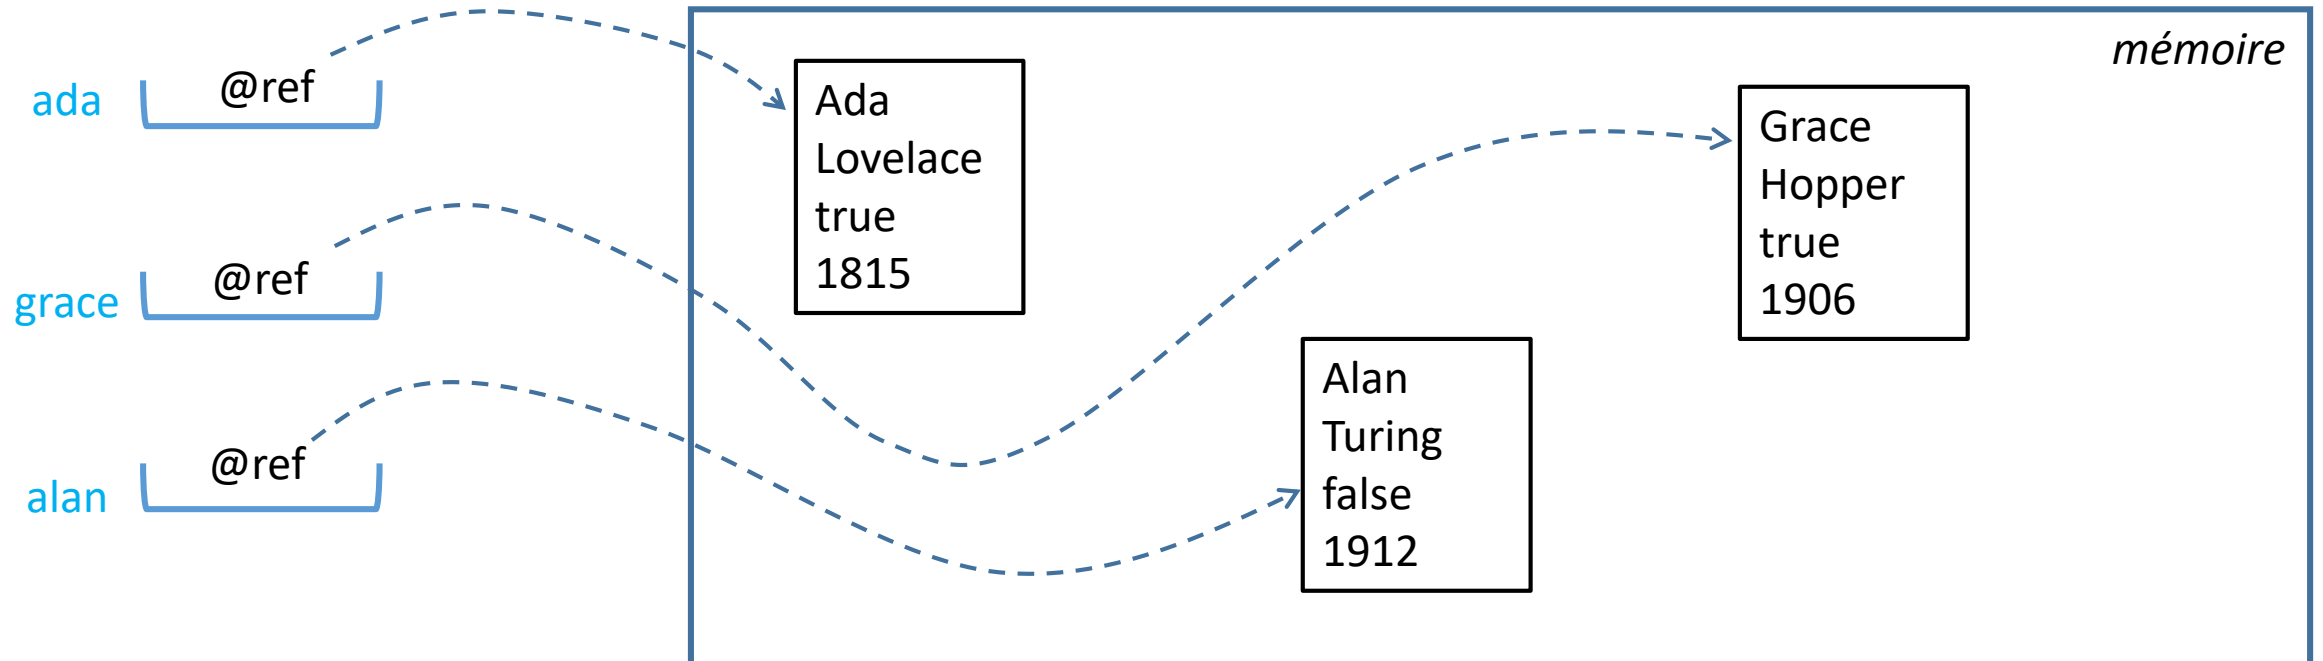 mémoire
ada
@ref
Ada
Lovelace
true
1815
Grace
Hopper
true
1906
grace
@ref
Alan
Turing
false
1912
alan
@ref